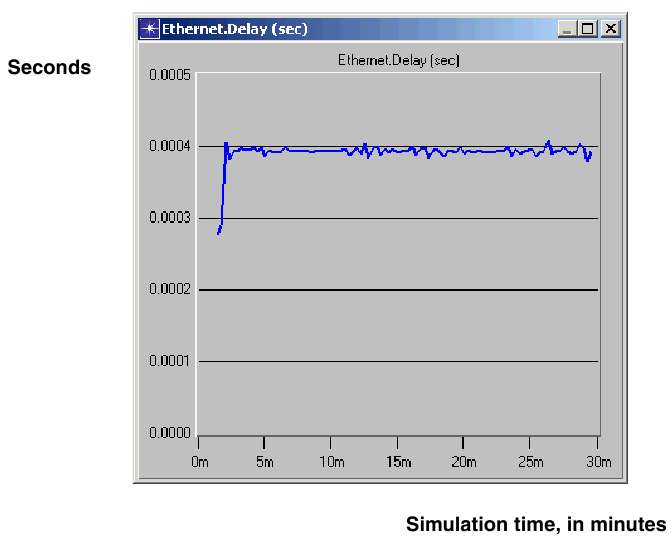 Ethernet.Delay (sec)
Seconds
Ethernet.Delay (sec)
0.0005
0.0004
0.0003
0.0002
0.0001
0.0000
0m 5m 10m 15m 20m 25m 30m
Simulation time, in minutes